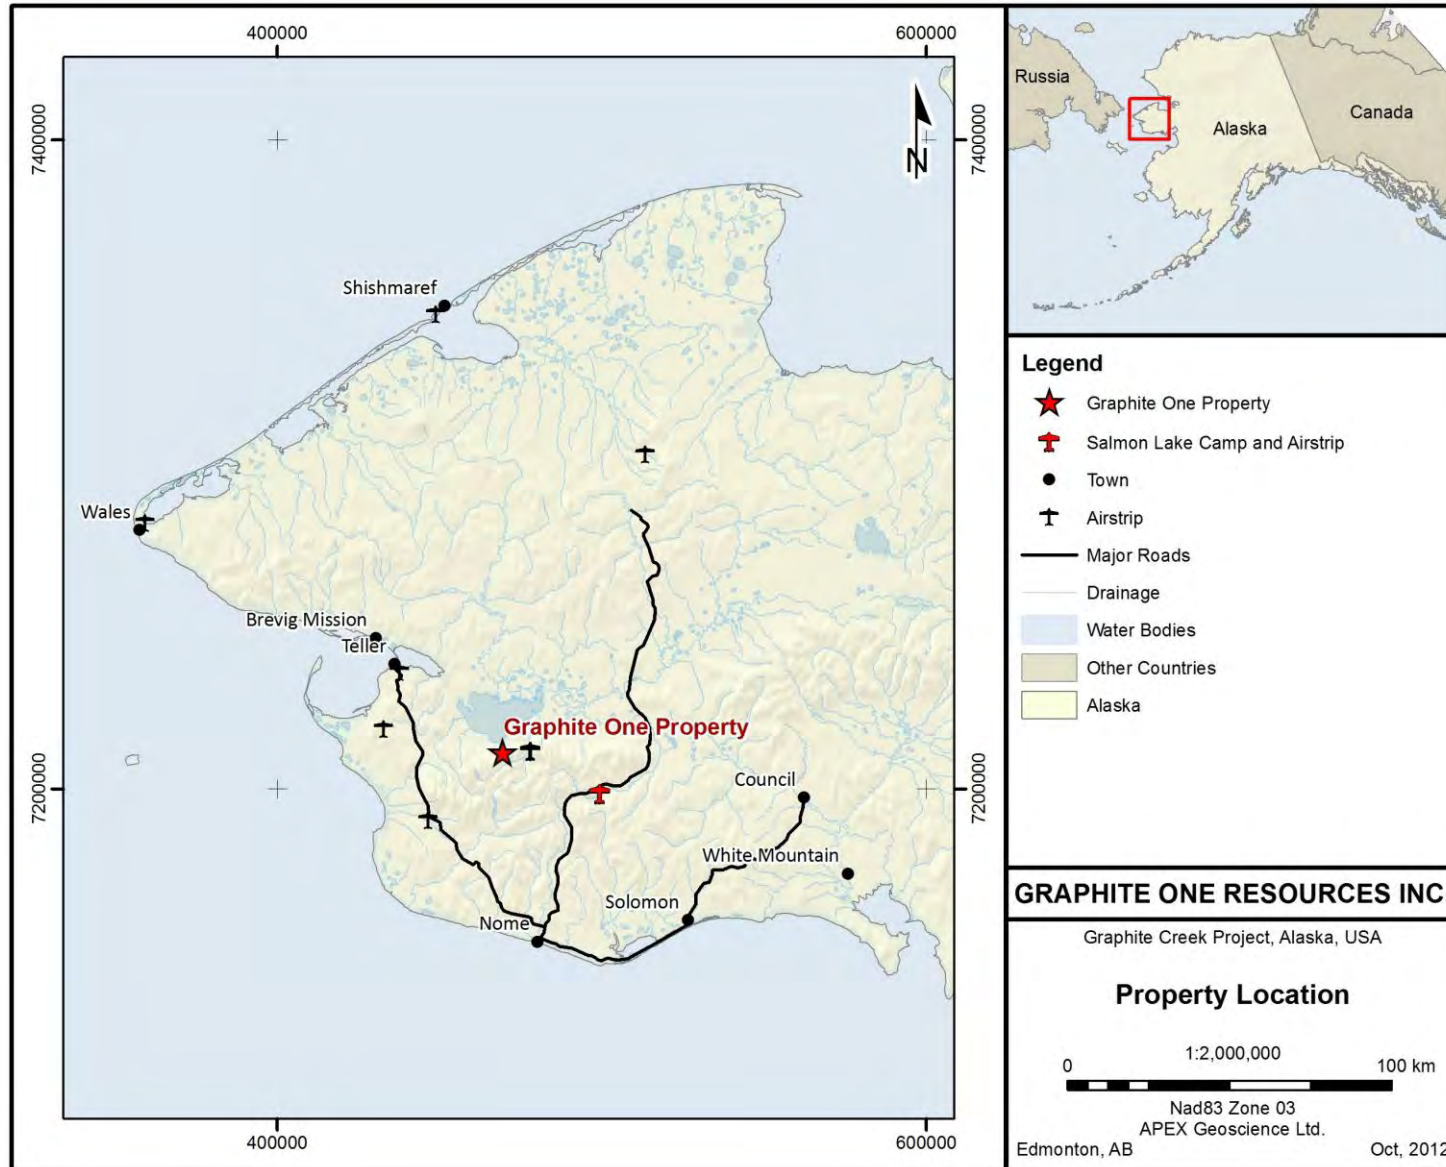 400000
600000
7400000
7400000
N
Shishmaref
Wales
Brevig Mission
Teller
Graphite One Property
7200000
7200000
Council
White Mountain
Solomon
Nome
400000
600000
Russia
Alaska
Canada
Legend
Graphite One Property
Salmon Lake Camp and Airstrip
Town
Airstrip
Major Roads
Drainage
Water Bodies
Other Countries
Alaska
GRAPHITE ONE RESOURCES INC
Graphite Creek Project, Alaska, USA
Property Location
1:2,000,000
0 100 km
Nad83 Zone 03
APEX Geoscience Ltd.
Edmonton, AB Oct, 2012